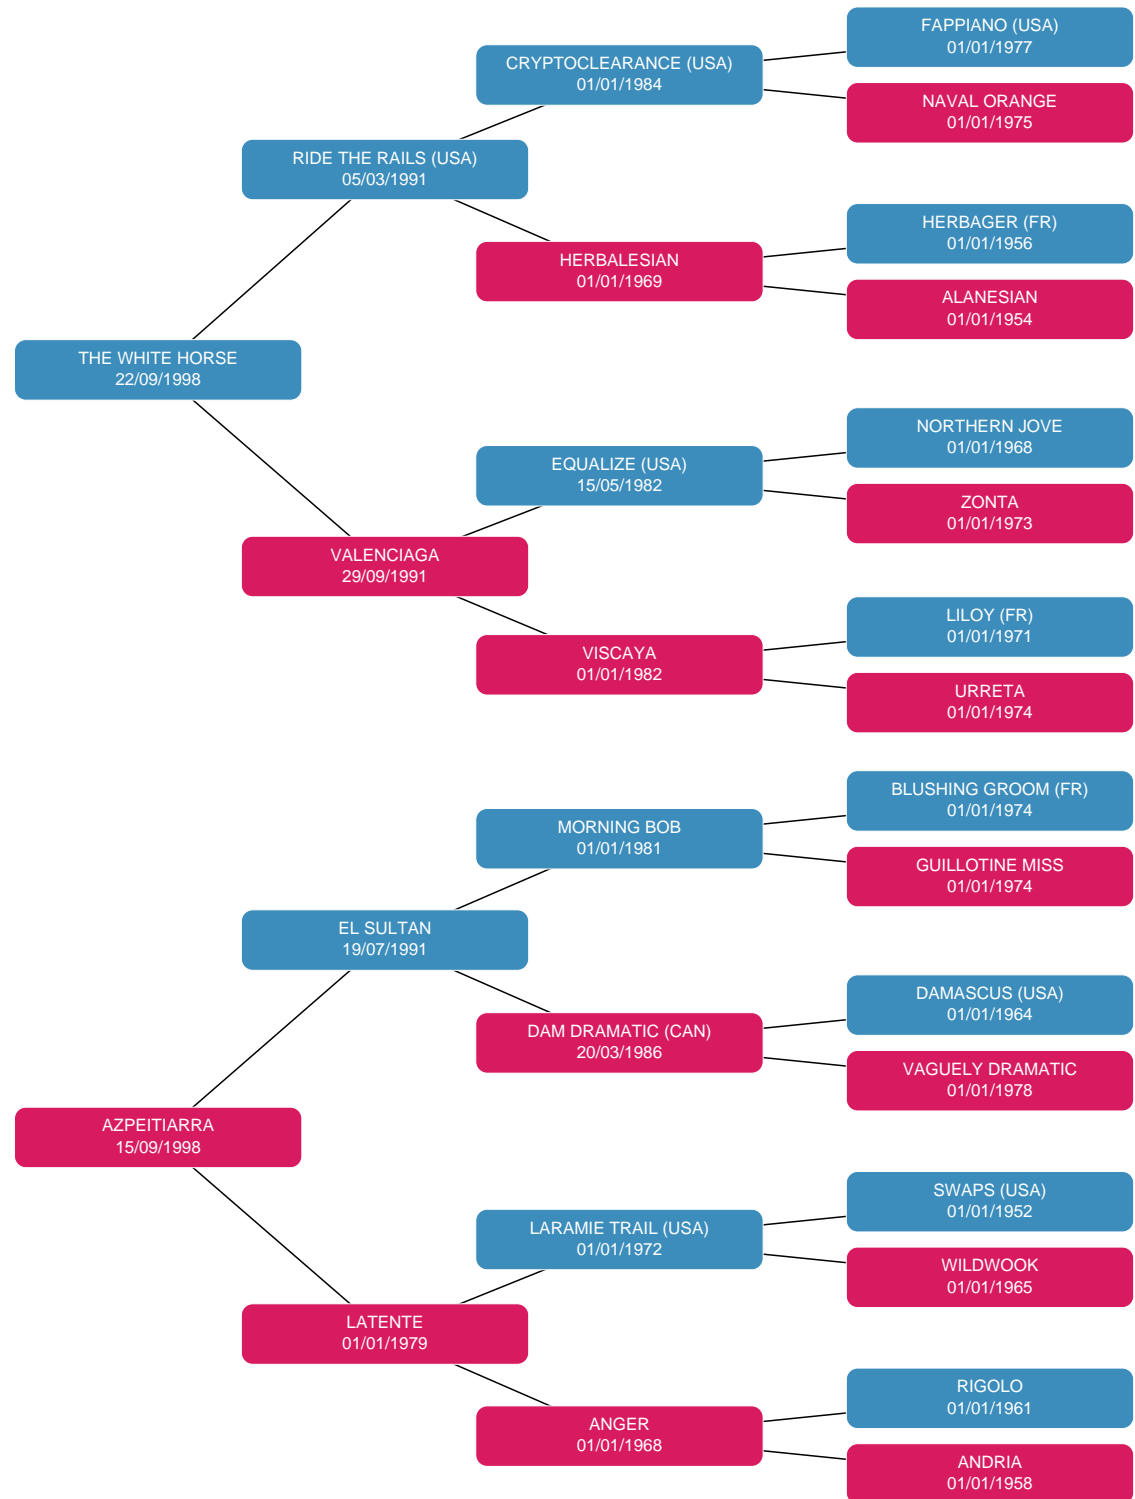 FAPPIANO (USA)
01/01/1977
CRYPTOCLEARANCE (USA)
01/01/1984
NAVAL ORANGE
01/01/1975
RIDE THE RAILS (USA)
05/03/1991
HERBAGER (FR)
01/01/1956
HERBALESIAN
01/01/1969
ALANESIAN
01/01/1954
THE WHITE HORSE
22/09/1998
NORTHERN JOVE
01/01/1968
EQUALIZE (USA)
15/05/1982
ZONTA
01/01/1973
VALENCIAGA
29/09/1991
LILOY (FR)
01/01/1971
VISCAYA
01/01/1982
URRETA
01/01/1974
BLUSHING GROOM (FR)
01/01/1974
MORNING BOB
01/01/1981
GUILLOTINE MISS
01/01/1974
EL SULTAN
19/07/1991
DAMASCUS (USA)
01/01/1964
DAM DRAMATIC (CAN)
20/03/1986
VAGUELY DRAMATIC
01/01/1978
AZPEITIARRA
15/09/1998
SWAPS (USA)
01/01/1952
LARAMIE TRAIL (USA)
01/01/1972
WILDWOOK
01/01/1965
LATENTE
01/01/1979
RIGOLO
01/01/1961
ANGER
01/01/1968
ANDRIA
01/01/1958